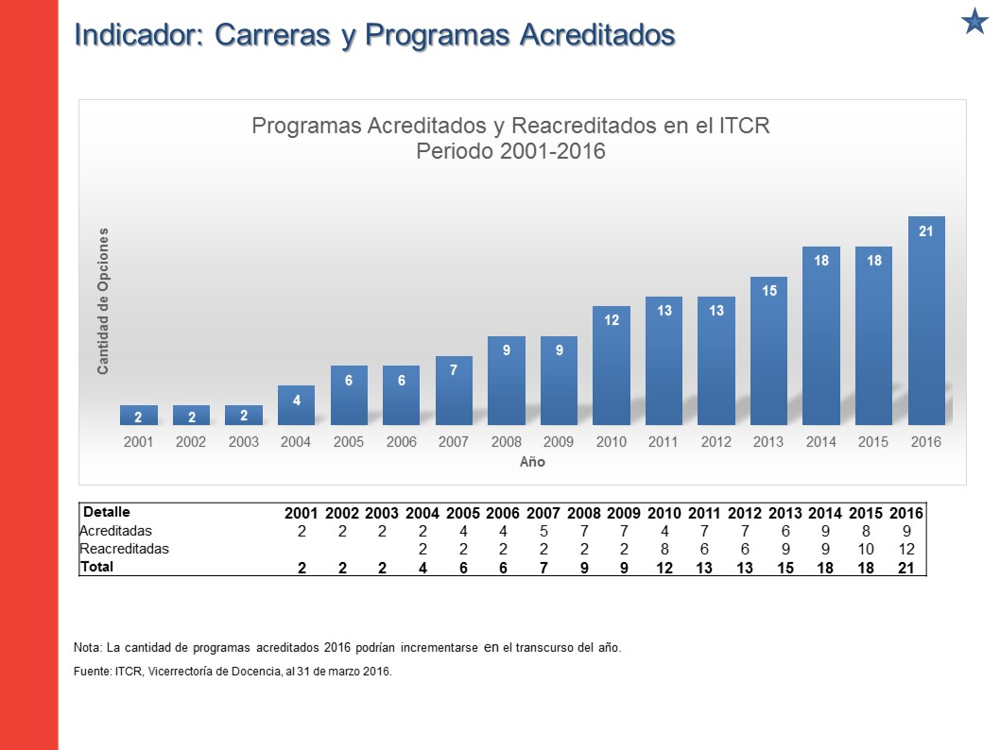 Indicador: Carreras y Programas Acreditados
Programas Acreditados y Reacreditados en el ITCR
Periodo 2001-2016
Cantidad de Opciones
2 2 2 4 6 6 7 9 9 12 13 13 15 18 18 21
2001 2002 2003 2004 2005 2006 2007 2008 2009 2010 2011 2012 2013 2014 2015 2016
Año
Detalle 2001 2002 2003 2004 2005 2006 2007 2008 2009 2010 2011 2012 2013 2014 2015 2016
Acreditadas 2 2 2 2 4 4 5 7 7 4 7 7 6 9 8 9
Reacreditadas 2 2 2 2 2 2 8 6 6 9 9 10 12
Total 2 2 2 4 6 6 7 9 9 12 13 13 15 18 18 21
Nota: La cantidad de programas acreditados 2016 podrían incrementarse en el transcurso del año.
Fuente: ITCR, Vicerrectoría de Docencia, al 31 de marzo 2016.